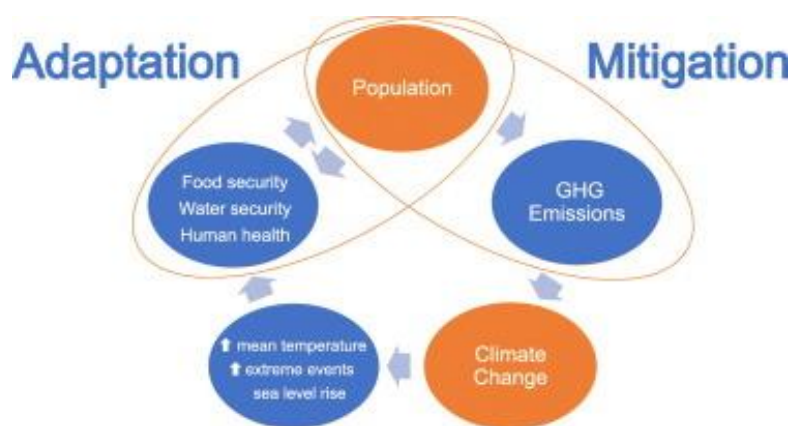 Adaptation
Mitigation
Population
Food security
Water security
Human health
GHG
Emissions
⬆ mean temperature
⬆ extreme events
sea level rise
Climate
Change